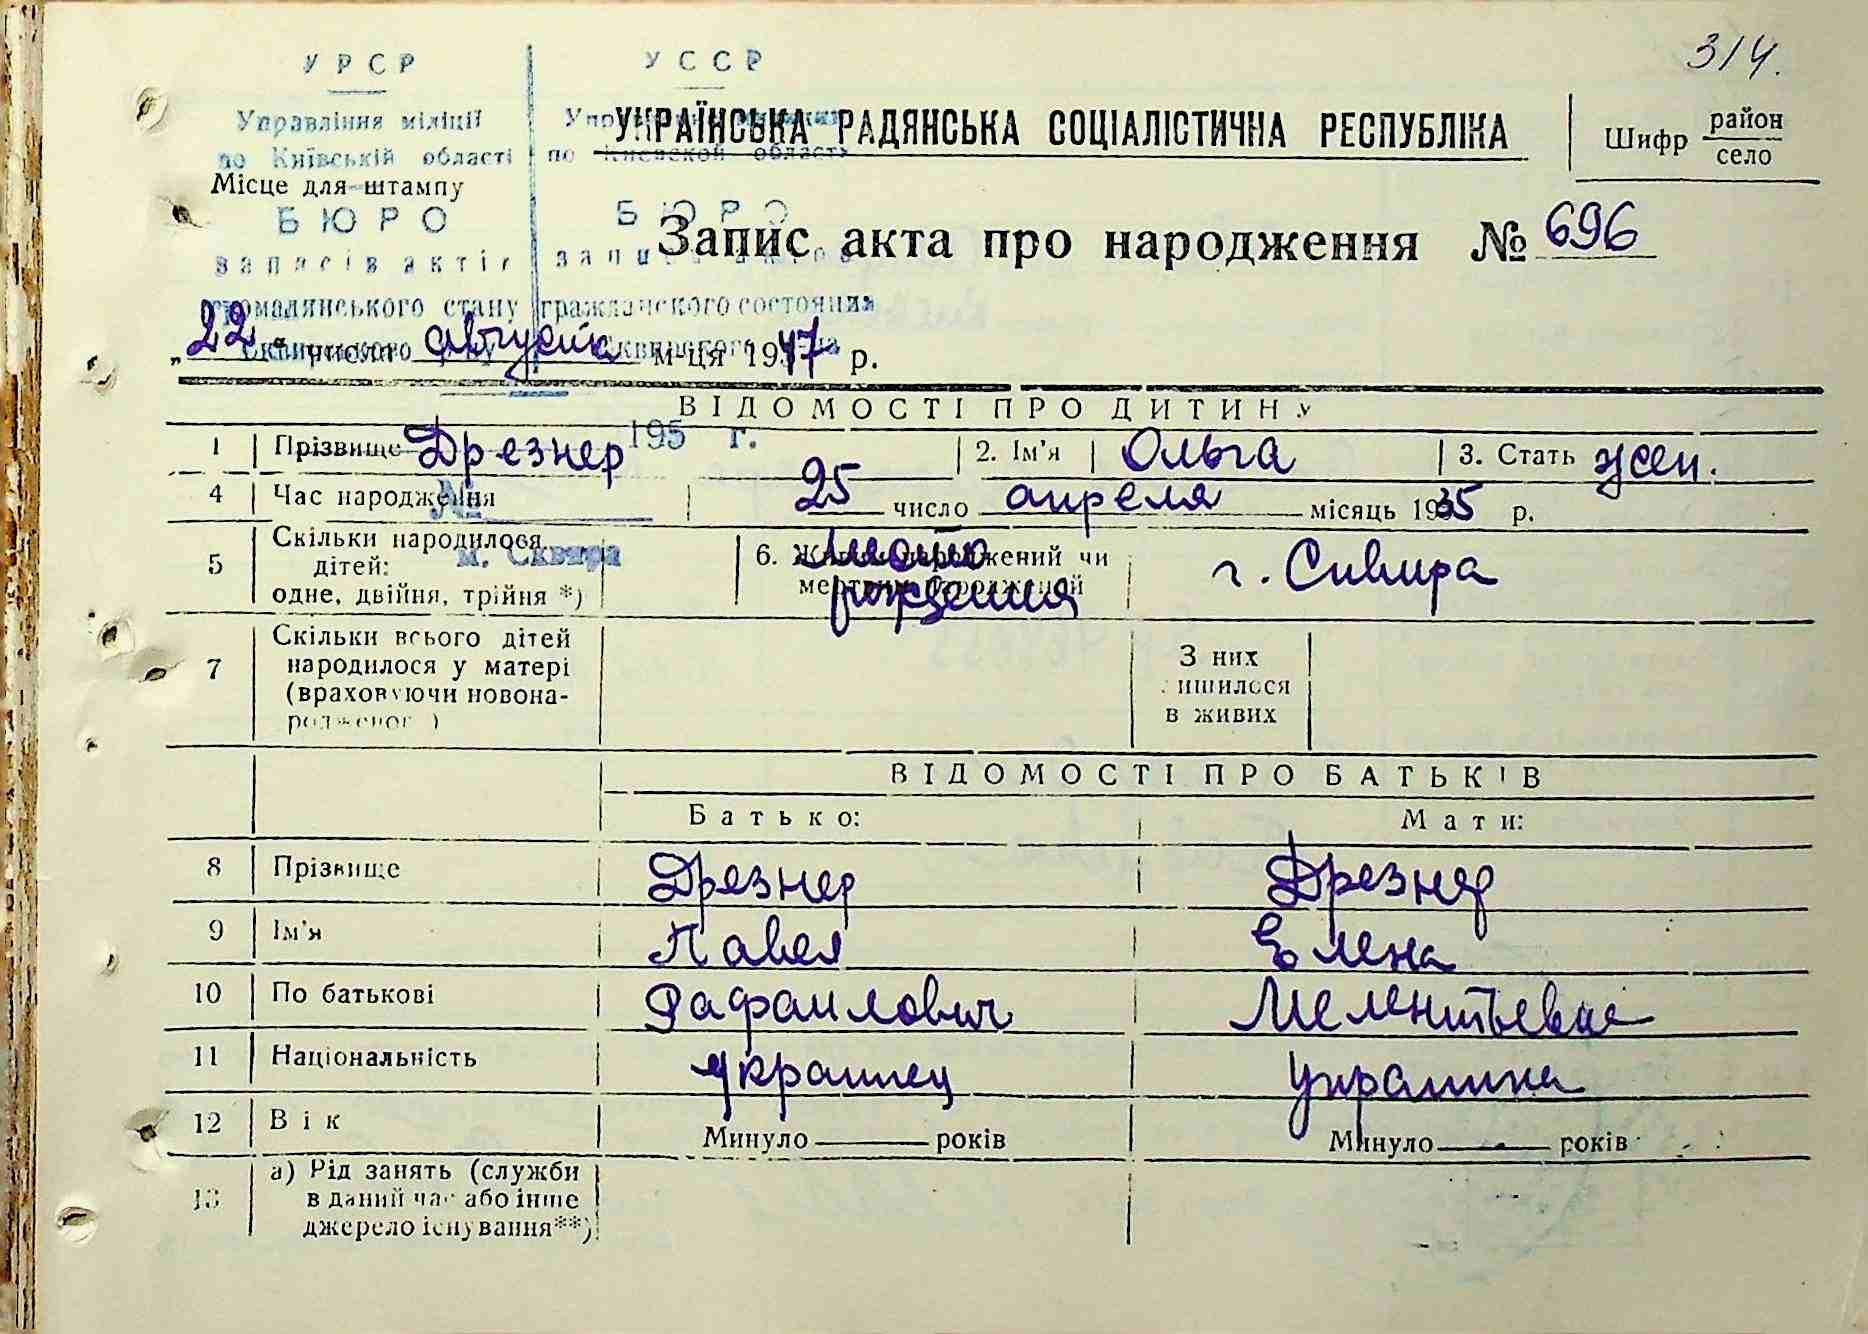 314.
УРСР
УССР
Управління міліції
по Київській області
по Киевской области
УКРАЇНСЬКА РАДЯНСЬКА СОЦІАЛІСТИЧНА РЕСПУБЛІКА
Шифр район
село
Місце для штампу
БЮРО
БЮРО
Запис акта про народження № 696
записів актів
громадянського стану
гражданского состояния
„22“ числа августа м-ця 1947 р.
ВІДОМОСТІ ПРО ДИТИНУ
195 г.
1 Прізвище Дрезнер 2. Ім'я Ольга 3. Стать жен.
4 Час народження 25 число апреля місяць 1935 р.
№
м. Сквира
5 Скільки народилося дітей: одне, двійня, трійня *)
6. Живим народжений чи мертвим народжений
Место рождения
г. Сквира
7 Скільки всього дітей народилося у матері (враховуючи новонародженого)
З них лишилося в живих
ВІДОМОСТІ ПРО БАТЬКІВ
Батько: Мати:
8 Прізвище Дрезнер Дрезнер
9 Ім'я Павел Елена
10 По батькові Рафаилович Мелентьевна
11 Національність украинец украинка
12 Вік Минуло років Минуло років
13 а) Рід занять (служби в даний час або інше джерело існування**)